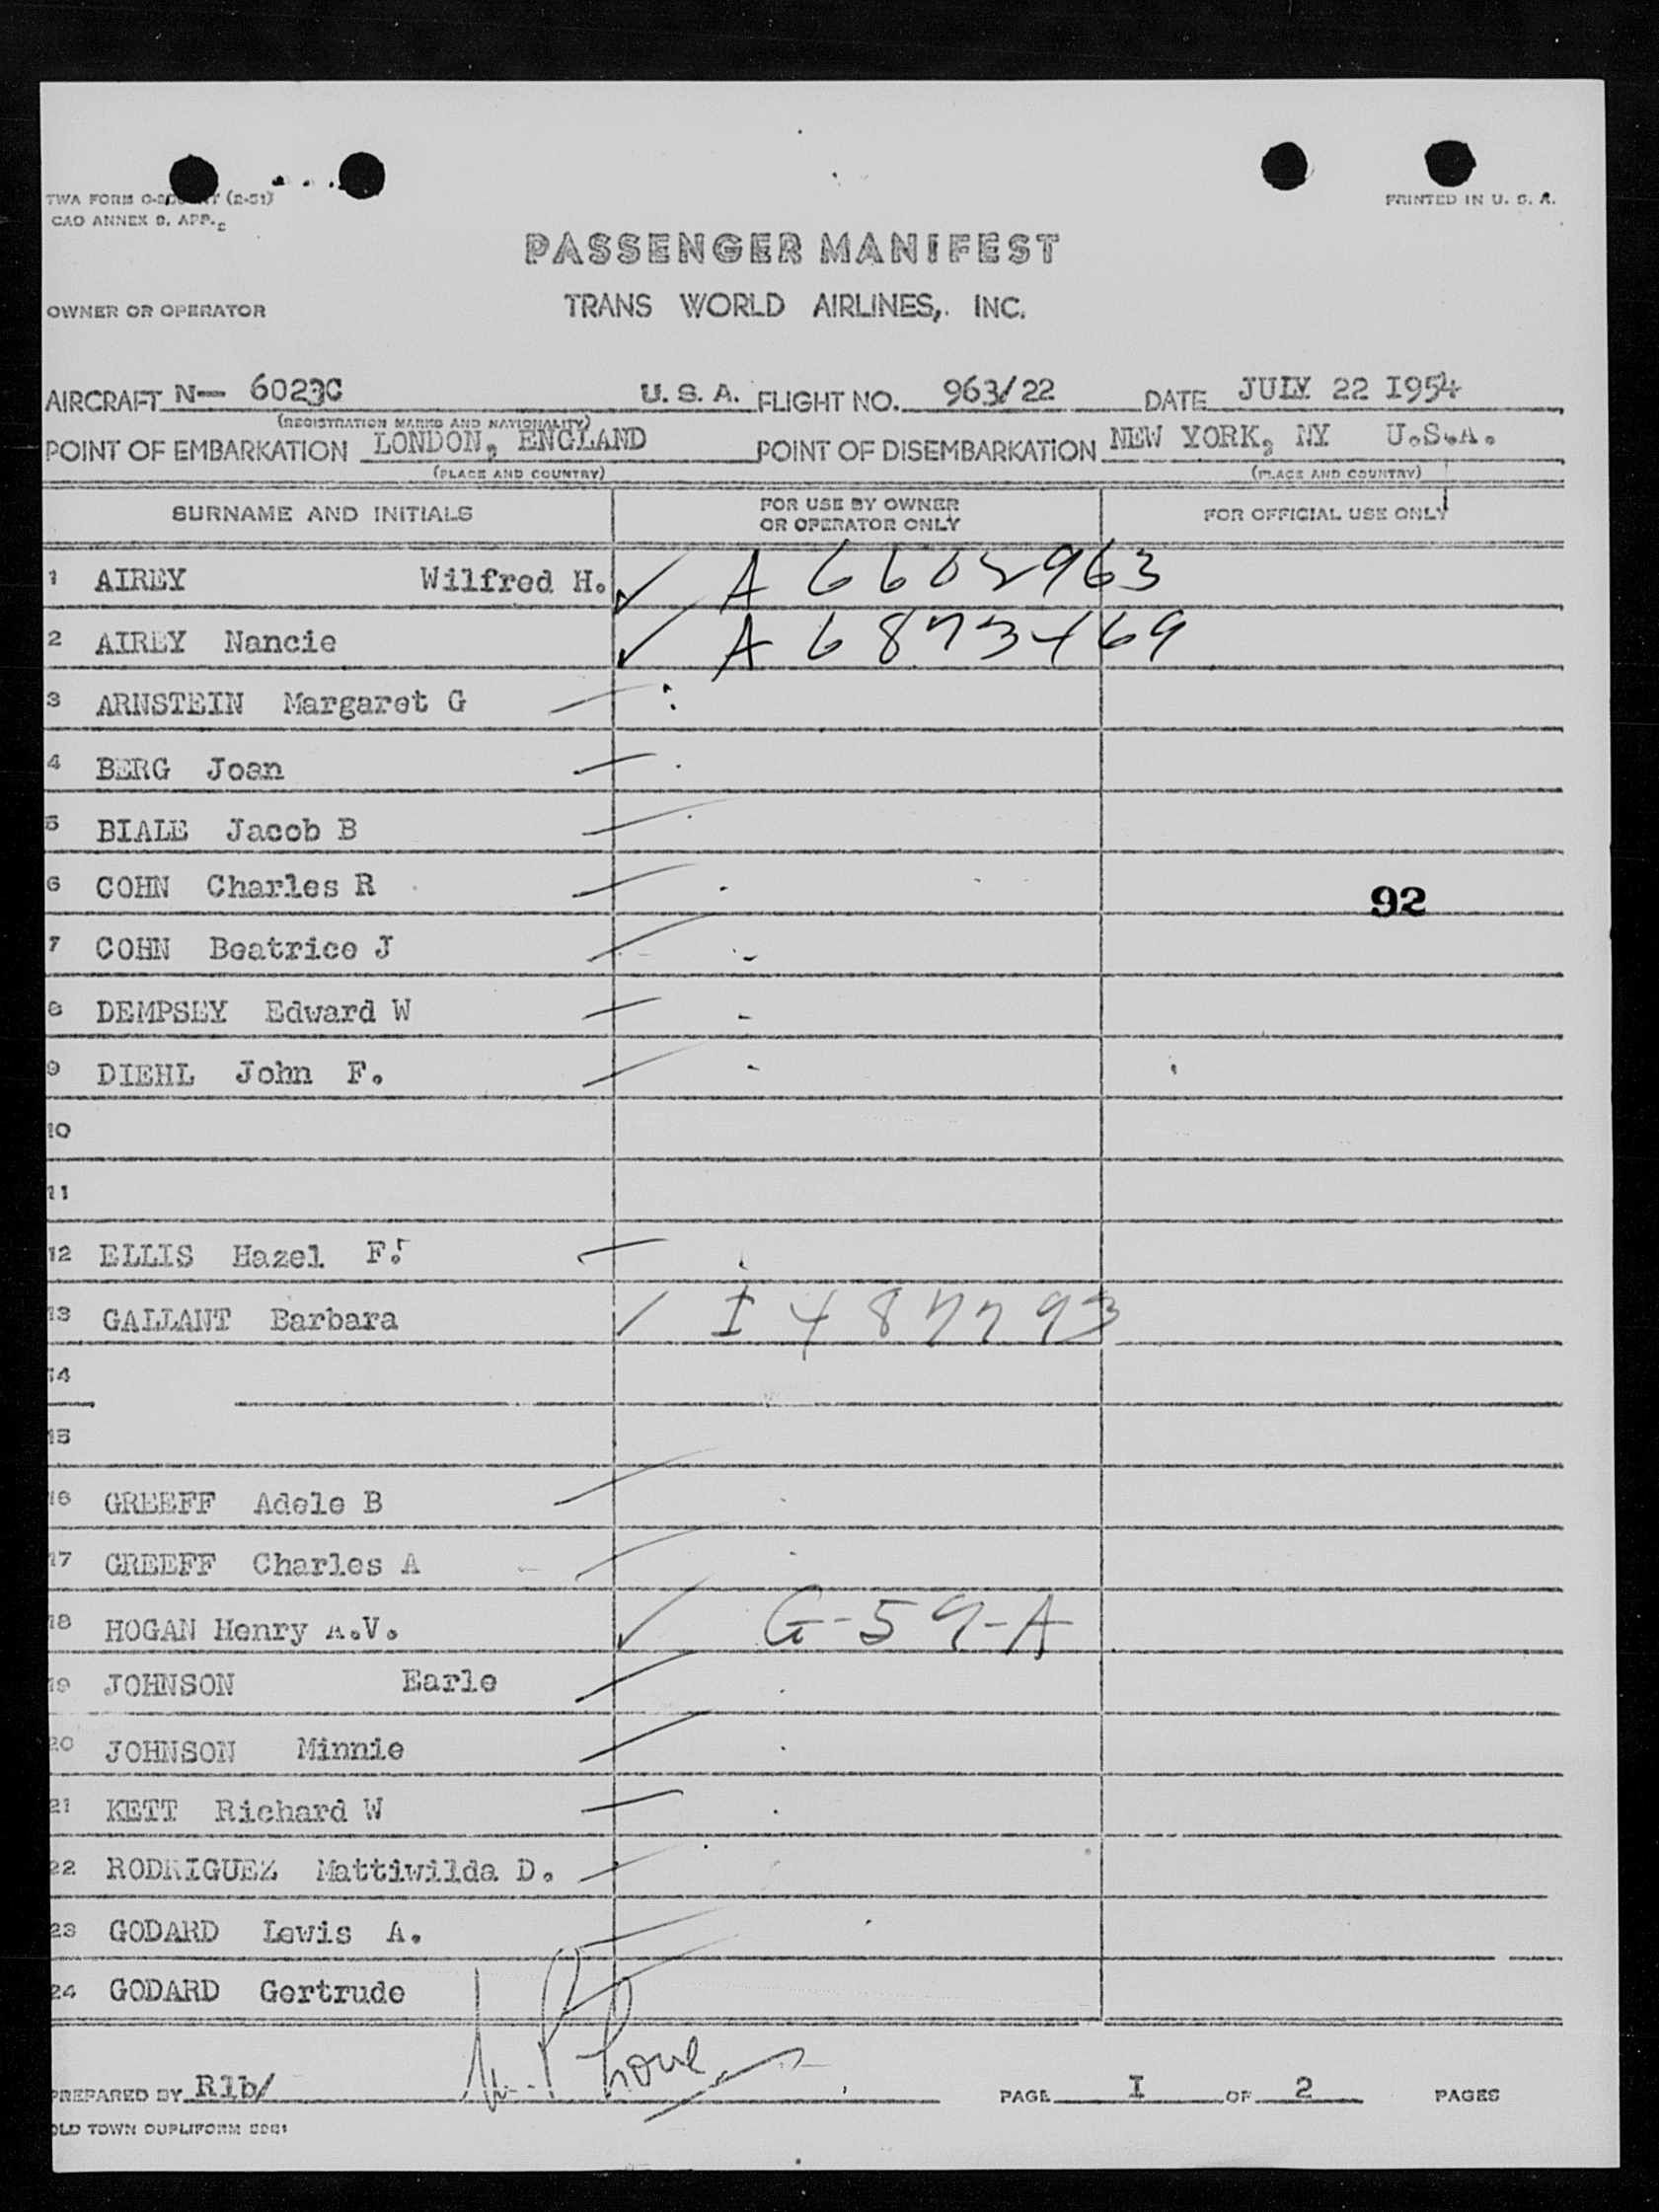 TWA FORM
(2-51)
PRINTED IN U. S. A.
CAO ANNEX 9, APP.
PASSENGER MANIFEST
OWNER OR OPERATOR
TRANS WORLD AIRLINES, INC.
AIRCRAFT N- 6023C U. S. A. FLIGHT NO. 963/22 DATE JULY 22 I954
(REGISTRATION MARKS AND NATIONALITY)
POINT OF EMBARKATION LONDON, ENGLAND POINT OF DISEMBARKATION NEW YORK, NY U.S.A.
(PLACE AND COUNTRY) (PLACE AND COUNTRY)
SURNAME AND INITIALS
FOR USE BY OWNER
OR OPERATOR ONLY
FOR OFFICIAL USE ONLY
1 AIREY Wilfred H. ✓ A 6602963
2 AIREY Nancie ✓ A 6873469
3 ARNSTEIN Margaret G
4 BERG Joan
5 BIALE Jacob B
6 COHN Charles R
92
7 COHN Beatrice J
8 DEMPSEY Edward W
9 DIEHL John F.
10
11
12 ELLIS Hazel F.
13 GALLANT Barbara ✓ I 4877793
14
15
16 GREEFF Adele B
17 GREEFF Charles A
18 HOGAN Henry A.V. ✓ G-59-A
19 JOHNSON Earle
20 JOHNSON Minnie
21 KETT Richard W
22 RODRIGUEZ Mattiwilda D.
23 GODARD Lewis A.
24 GODARD Gertrude
PREPARED BY Rlb/ PAGE I OF 2 PAGES
OLD TOWN DUPLIFORM